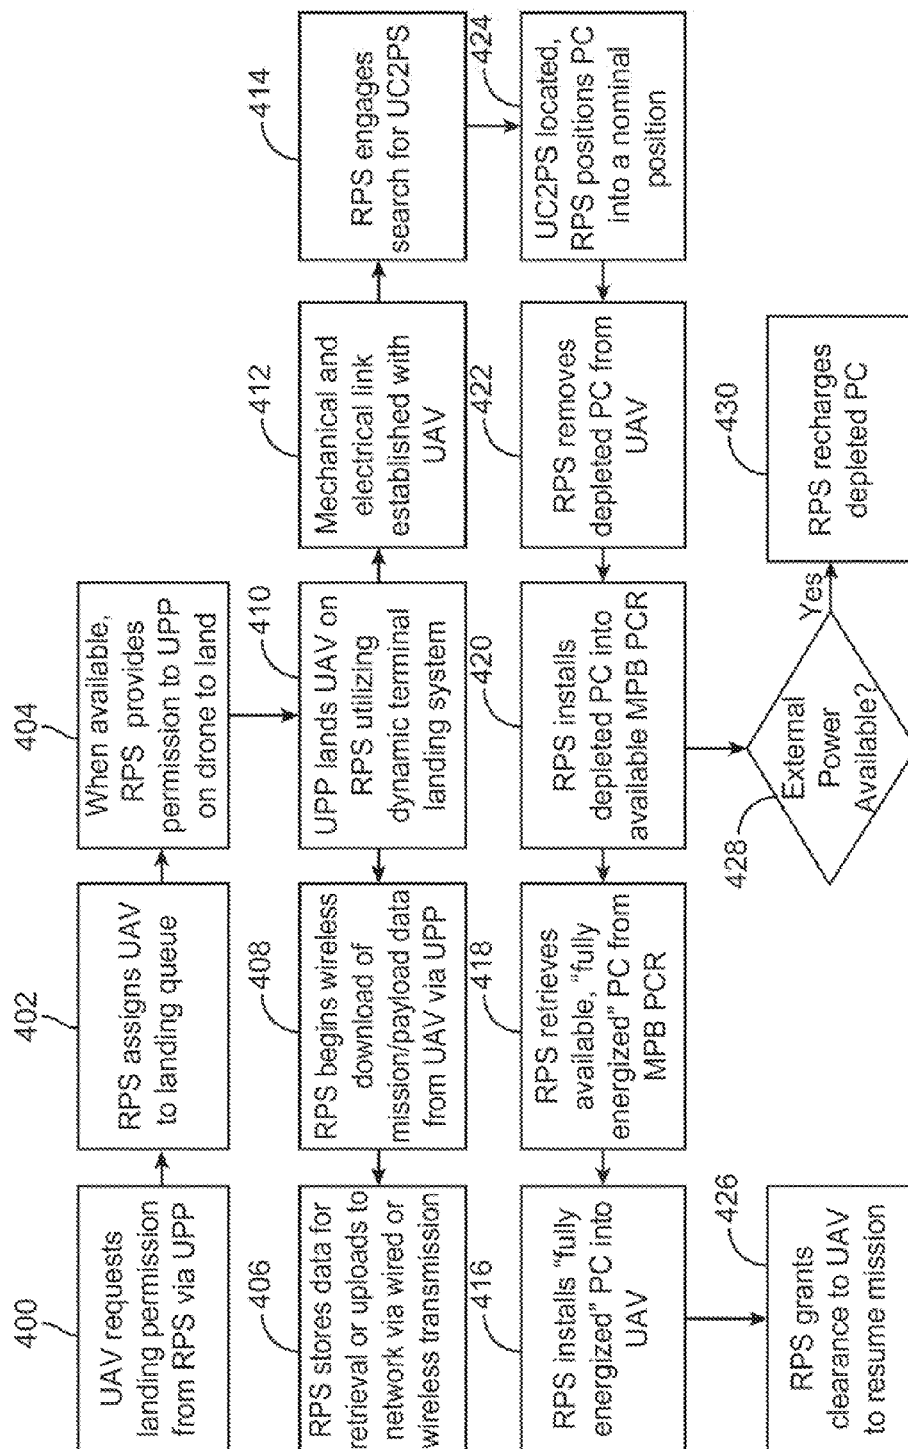 400
UAV requests
landing permission
from RPS via UPP
402
RPS assigns UAV
to landing queue
404
When available,
RPS provides
permission to UPP
on drone to land
406
RPS stores data for
retrieval or uploads to
network via wired or
wireless transmission
408
RPS begins wireless
download of
mission/payload data
from UAV via UPP
410
UPP lands UAV on
RPS utilizing
dynamic terminal
landing system
412
Mechanical and
electrical link
established with
UAV
414
RPS engages
search for UC2PS
416
RPS installs "fully
energized" PC into
UAV
418
RPS retrieves
available, "fully
energized" PC from
MPB PCR
420
RPS installs
depleted PC into
available MPB PCR
422
RPS removes
depleted PC from
UAV
424
UC2PS located,
RPS positions PC
into a nominal
position
426
RPS grants
clearance to UAV
to resume mission
428
External
Power
Available?
Yes
430
RPS recharges
depleted PC